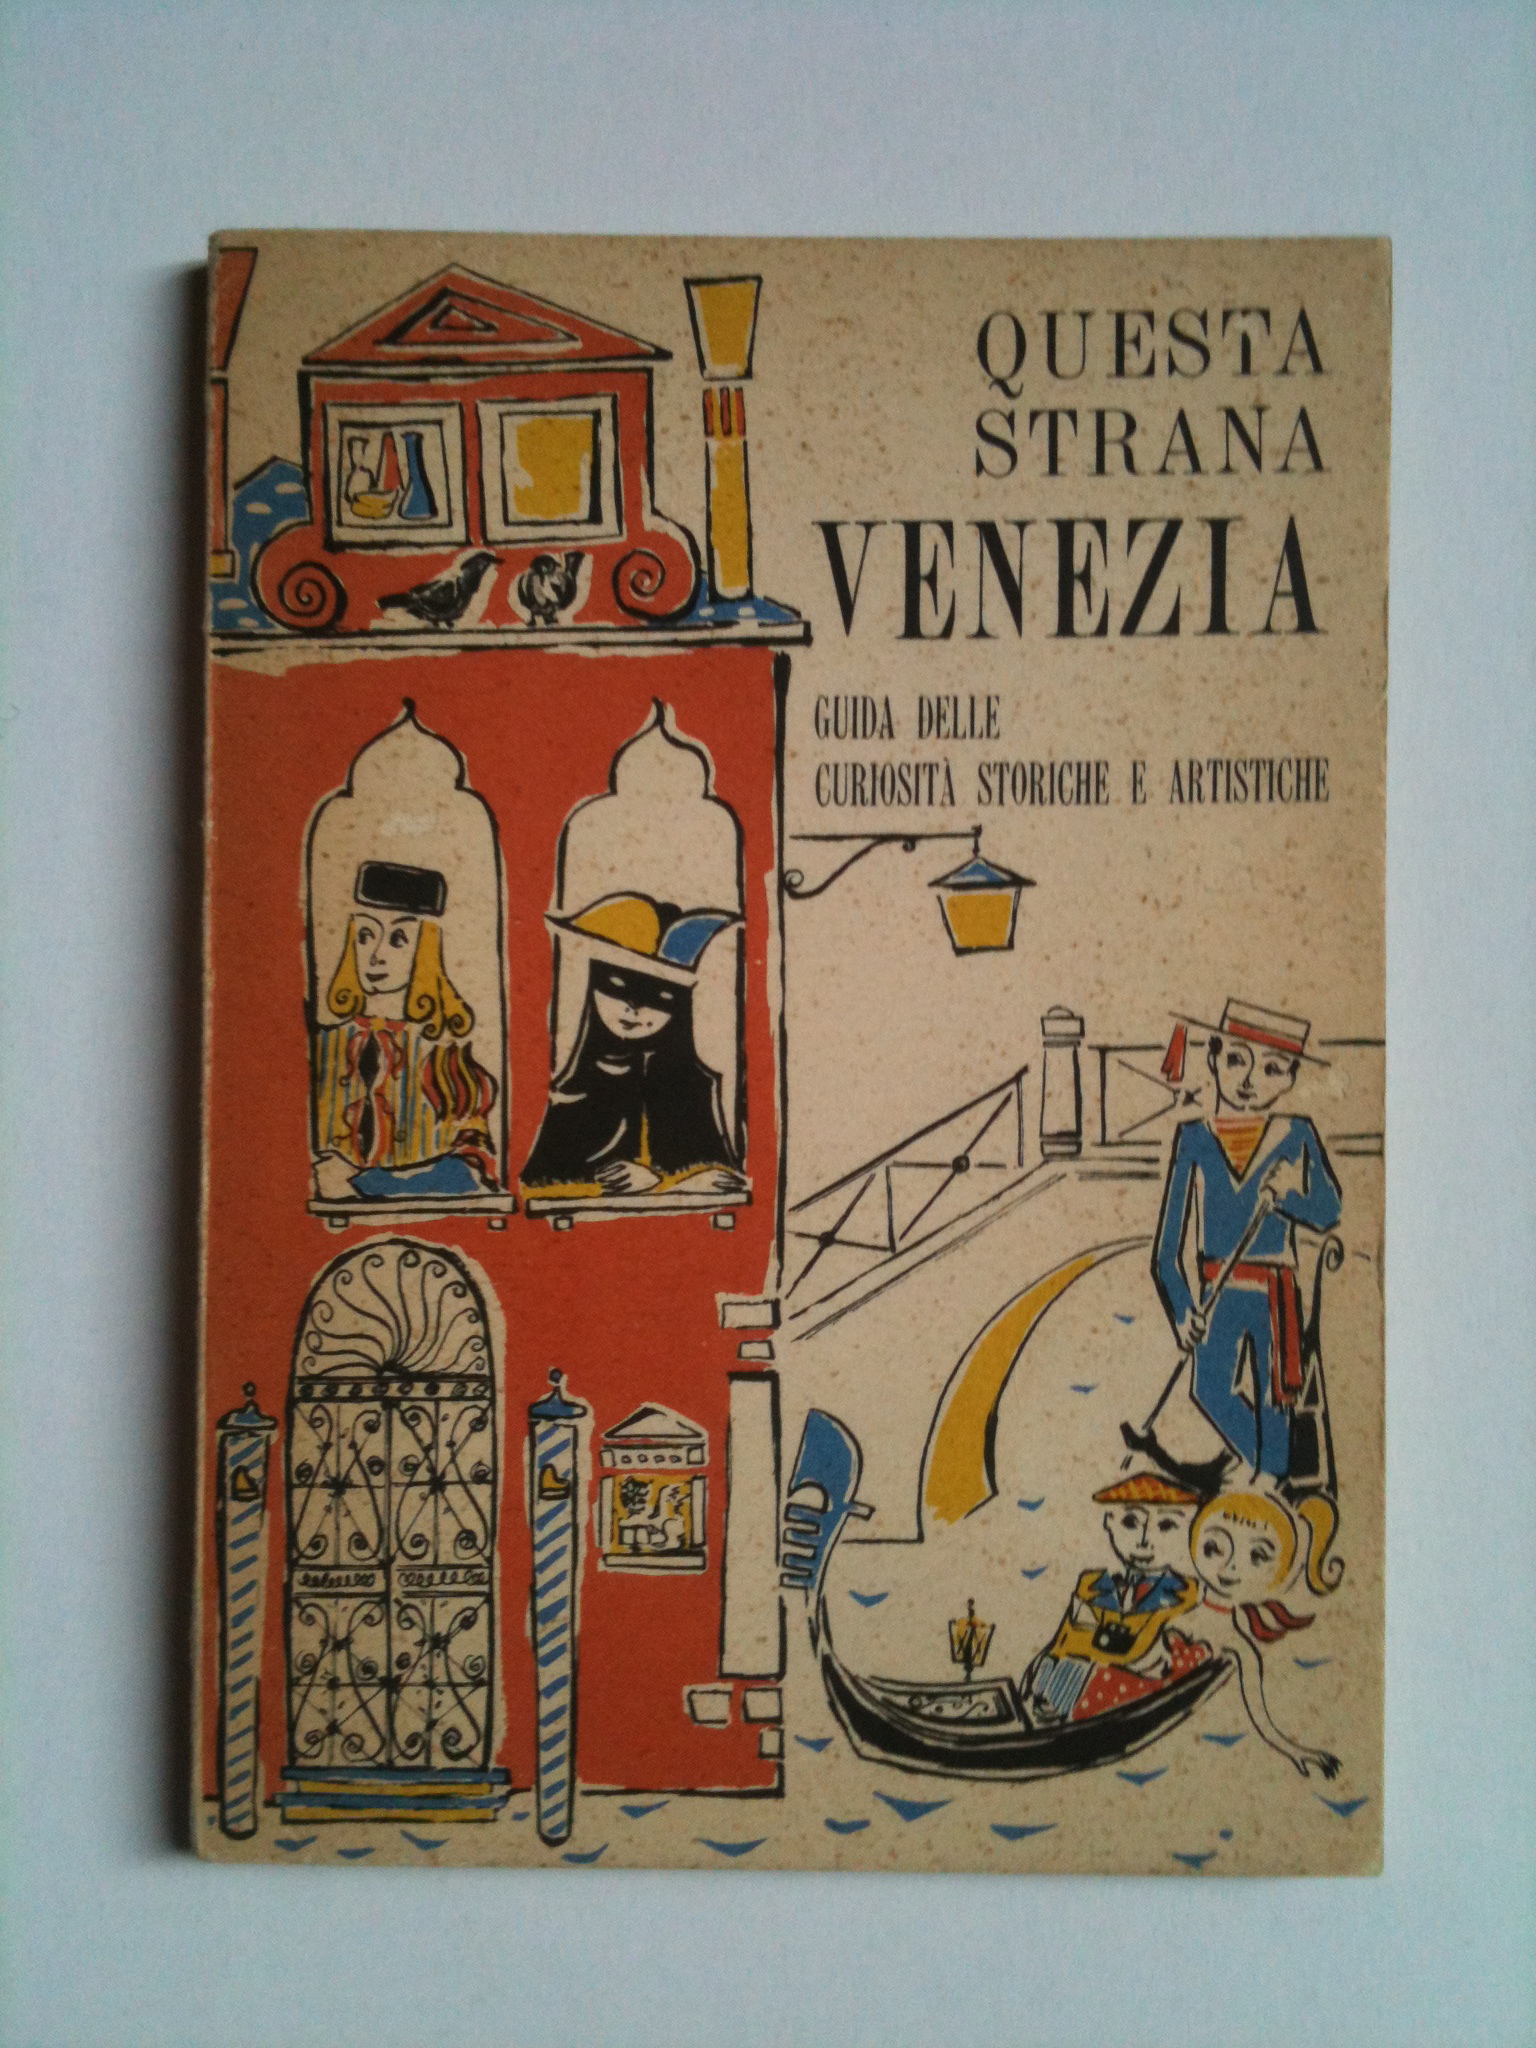 QUESTA
STRANA
VENEZIA
GUIDA DELLE
CURIOSITÀ STORICHE E ARTISTICHE